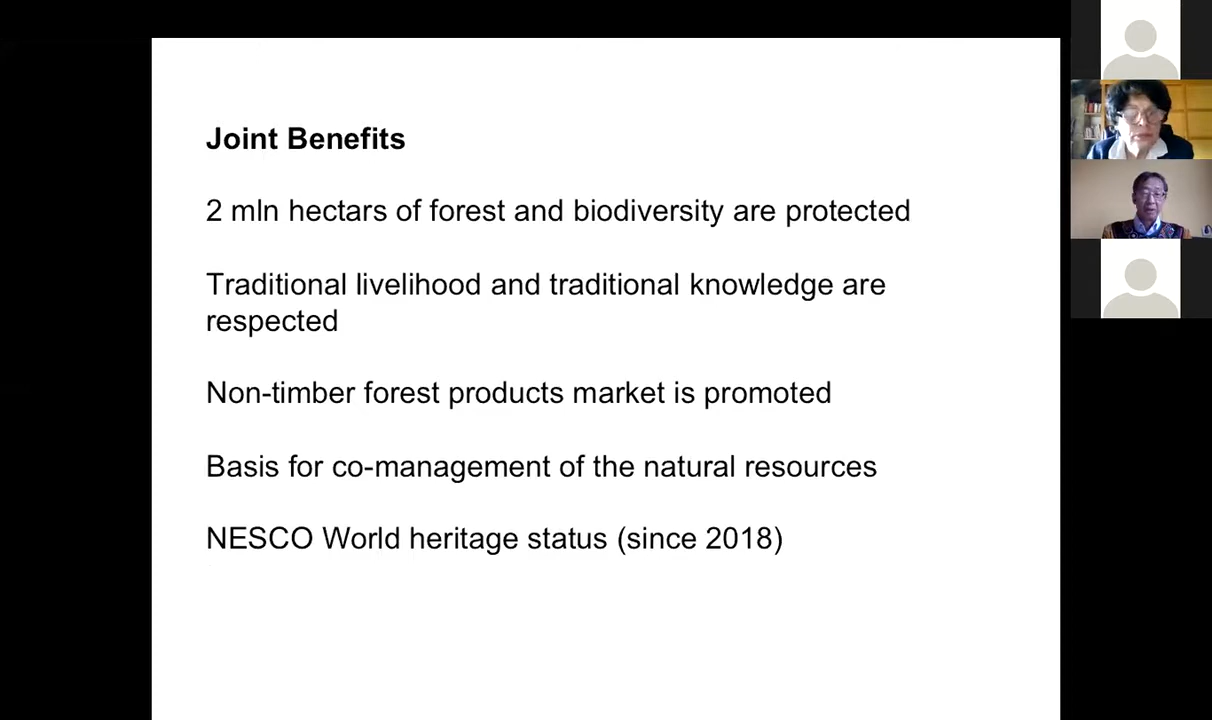 Joint Benefits
2 mln hectars of forest and biodiversity are protected
Traditional livelihood and traditional knowledge are
respected
Non-timber forest products market is promoted
Basis for co-management of the natural resources
NESCO World heritage status (since 2018)